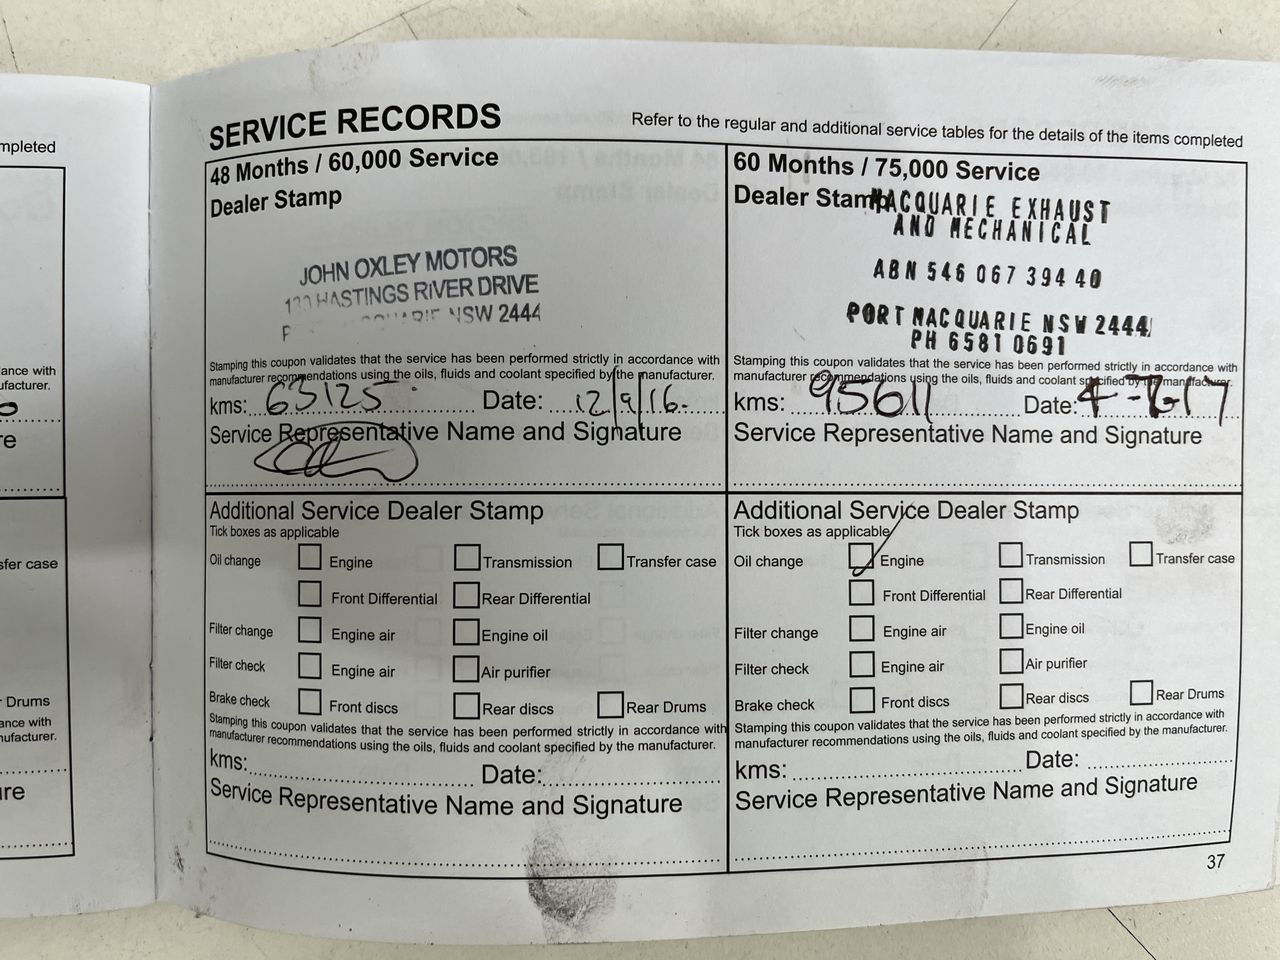 mpleted
ance with
ufacturer.
re
sfer case
r Drums
ance with
nufacturer.
ure
SERVICE RECORDS
Refer to the regular and additional service tables for the details of the items completed
48 Months / 60,000 Service
Dealer Stamp
JOHN OXLEY MOTORS
HASTINGS RIVER DRIVE
NSW 2444
Stamping this coupon validates that the service has been performed strictly in accordance with
manufacturer recommendations using the oils, fluids and coolant specified by the manufacturer.
kms: 63125 Date: 12/9/16.
Service Representative Name and Signature
60 Months / 75,000 Service
Dealer Stamp
MACQUARIE EXHAUST
AND MECHANICAL
ABN 546 067 394 40
PORT MACQUARIE NSW 2444
PH 6581 0691
Stamping this coupon validates that the service has been performed strictly in accordance with
manufacturer recommendations using the oils, fluids and coolant specified by the manufacturer.
kms: 95611 Date: 4-7-17
Service Representative Name and Signature
Additional Service Dealer Stamp
Tick boxes as applicable
Oil change Engine Transmission Transfer case
Front Differential Rear Differential
Filter change Engine air Engine oil
Filter check Engine air Air purifier
Brake check Front discs Rear discs Rear Drums
Stamping this coupon validates that the service has been performed strictly in accordance with
manufacturer recommendations using the oils, fluids and coolant specified by the manufacturer.
kms: Date:
Service Representative Name and Signature
Additional Service Dealer Stamp
Tick boxes as applicable
Oil change Engine Transmission Transfer case
Front Differential Rear Differential
Filter change Engine air Engine oil
Filter check Engine air Air purifier
Brake check Front discs Rear discs Rear Drums
Stamping this coupon validates that the service has been performed strictly in accordance with
manufacturer recommendations using the oils, fluids and coolant specified by the manufacturer.
kms: Date:
Service Representative Name and Signature
37